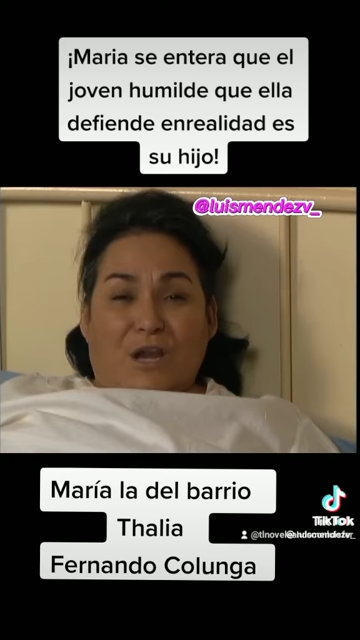 ¡Maria se entera que el
joven humilde que ella
defiende enrealidad es
su hijo!
@luismendezv_
María la del barrio
Thalia
Fernando Colunga
TikTok